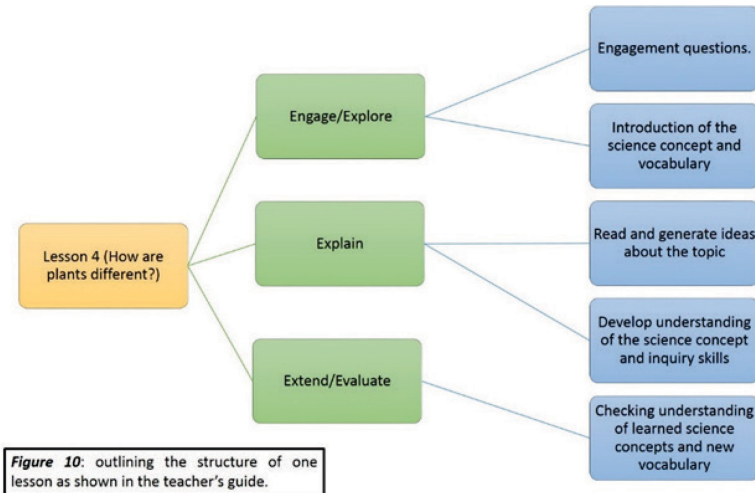 Lesson 4 (How are
plants different?)
Engage/Explore
Explain
Extend/Evaluate
Engagement questions.
Introduction of the
science concept and
vocabulary
Read and generate ideas
about the topic
Develop understanding
of the science concept
and inquiry skills
Checking understanding
of learned science
concepts and new
vocabulary
Figure 10: outlining the structure of one
lesson as shown in the teacher's guide.